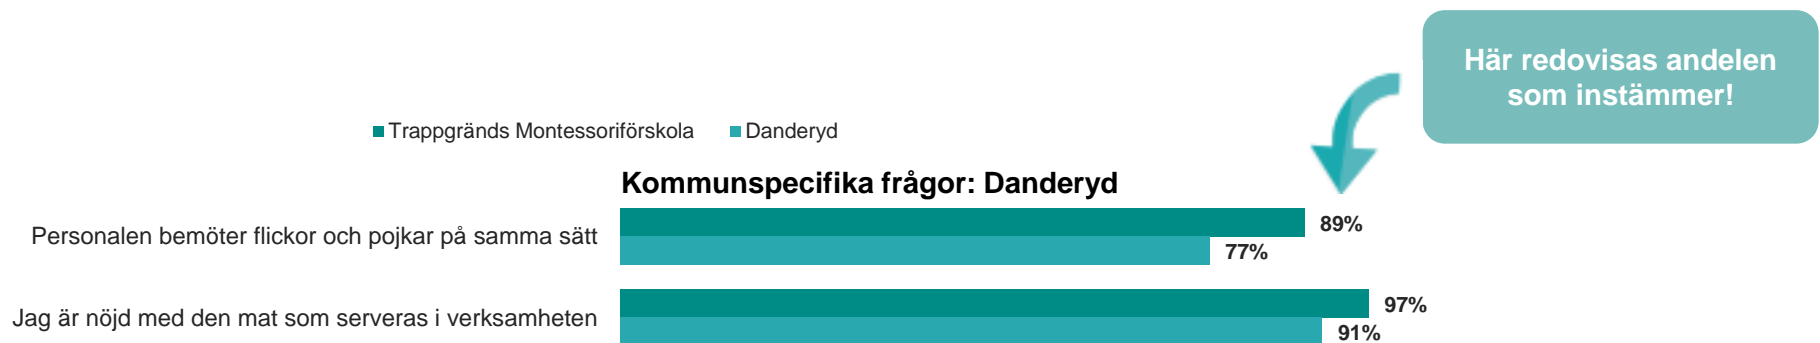 Här redovisas andelen
som instämmer!
Trappgränds Montessoriförskola Danderyd
Kommunspecifika frågor: Danderyd
Personalen bemöter flickor och pojkar på samma sätt 89%
77%
Jag är nöjd med den mat som serveras i verksamheten 97%
91%